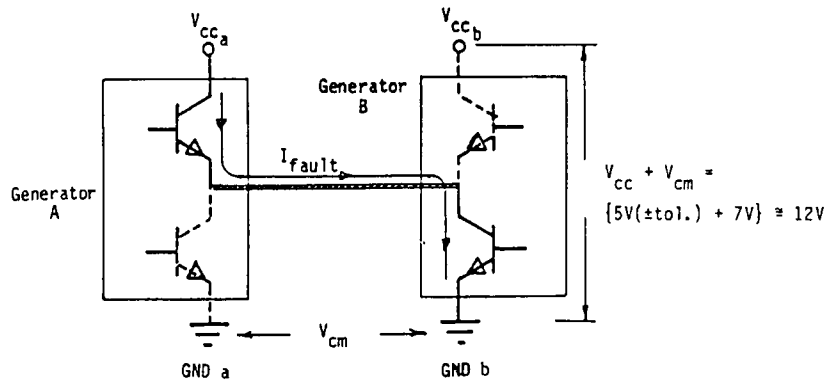 Vcca
Vccb
Generator
B
Ifault
Generator
A
Vcc + Vcm =
{5V(±tol.) + 7V} ≅ 12V
Vcm
GND a
GND b